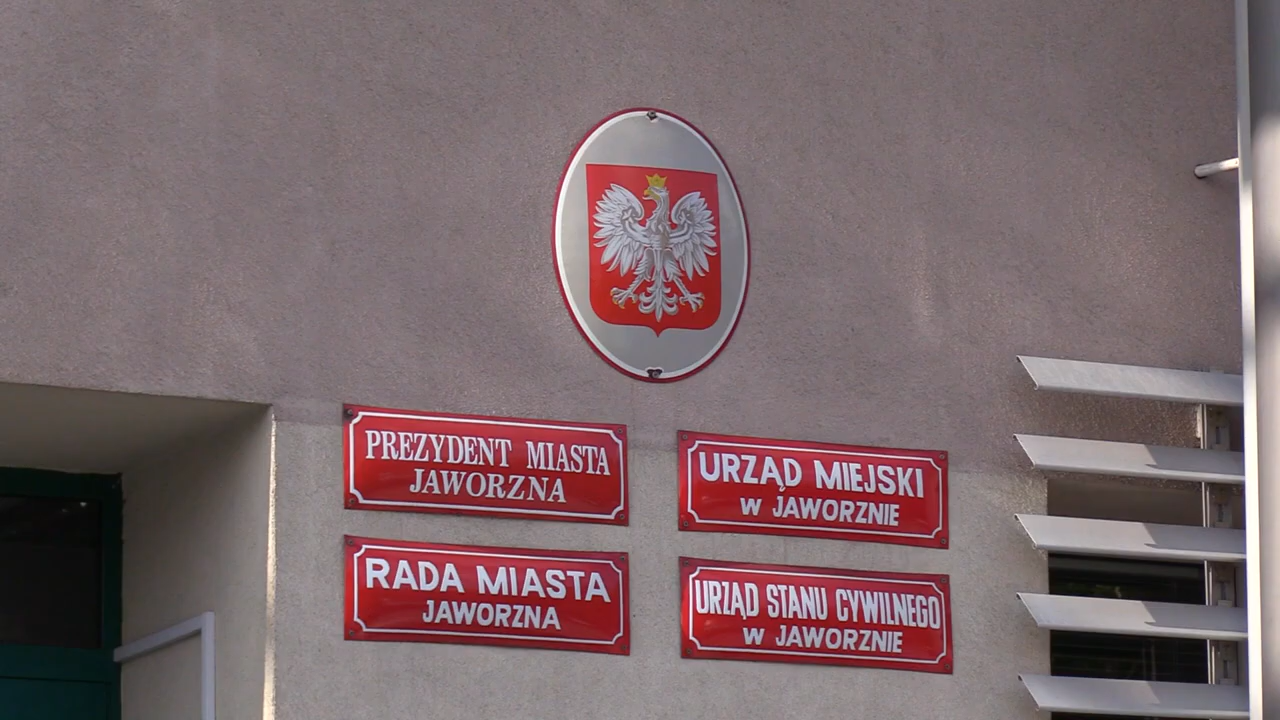 PREZYDENT MIASTA
JAWORZNA
URZĄD MIEJSKI
w JAWORZNIE
RADA MIASTA
JAWORZNA
URZĄD STANU CYWILNEGO
w JAWORZNIE